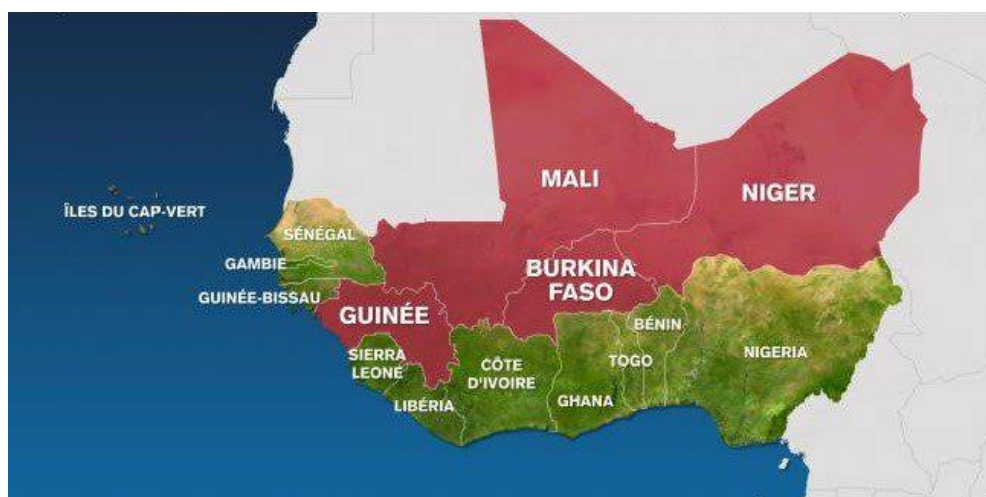 MALI
NIGER
ÎLES DU CAP-VERT
SÉNÉGAL
GAMBIE
BURKINA
FASO
GUINÉE-BISSAU
GUINÉE
BÉNIN
SIERRA
LEONE
CÔTE
D'IVOIRE
TOGO
NIGERIA
LIBÉRIA
GHANA